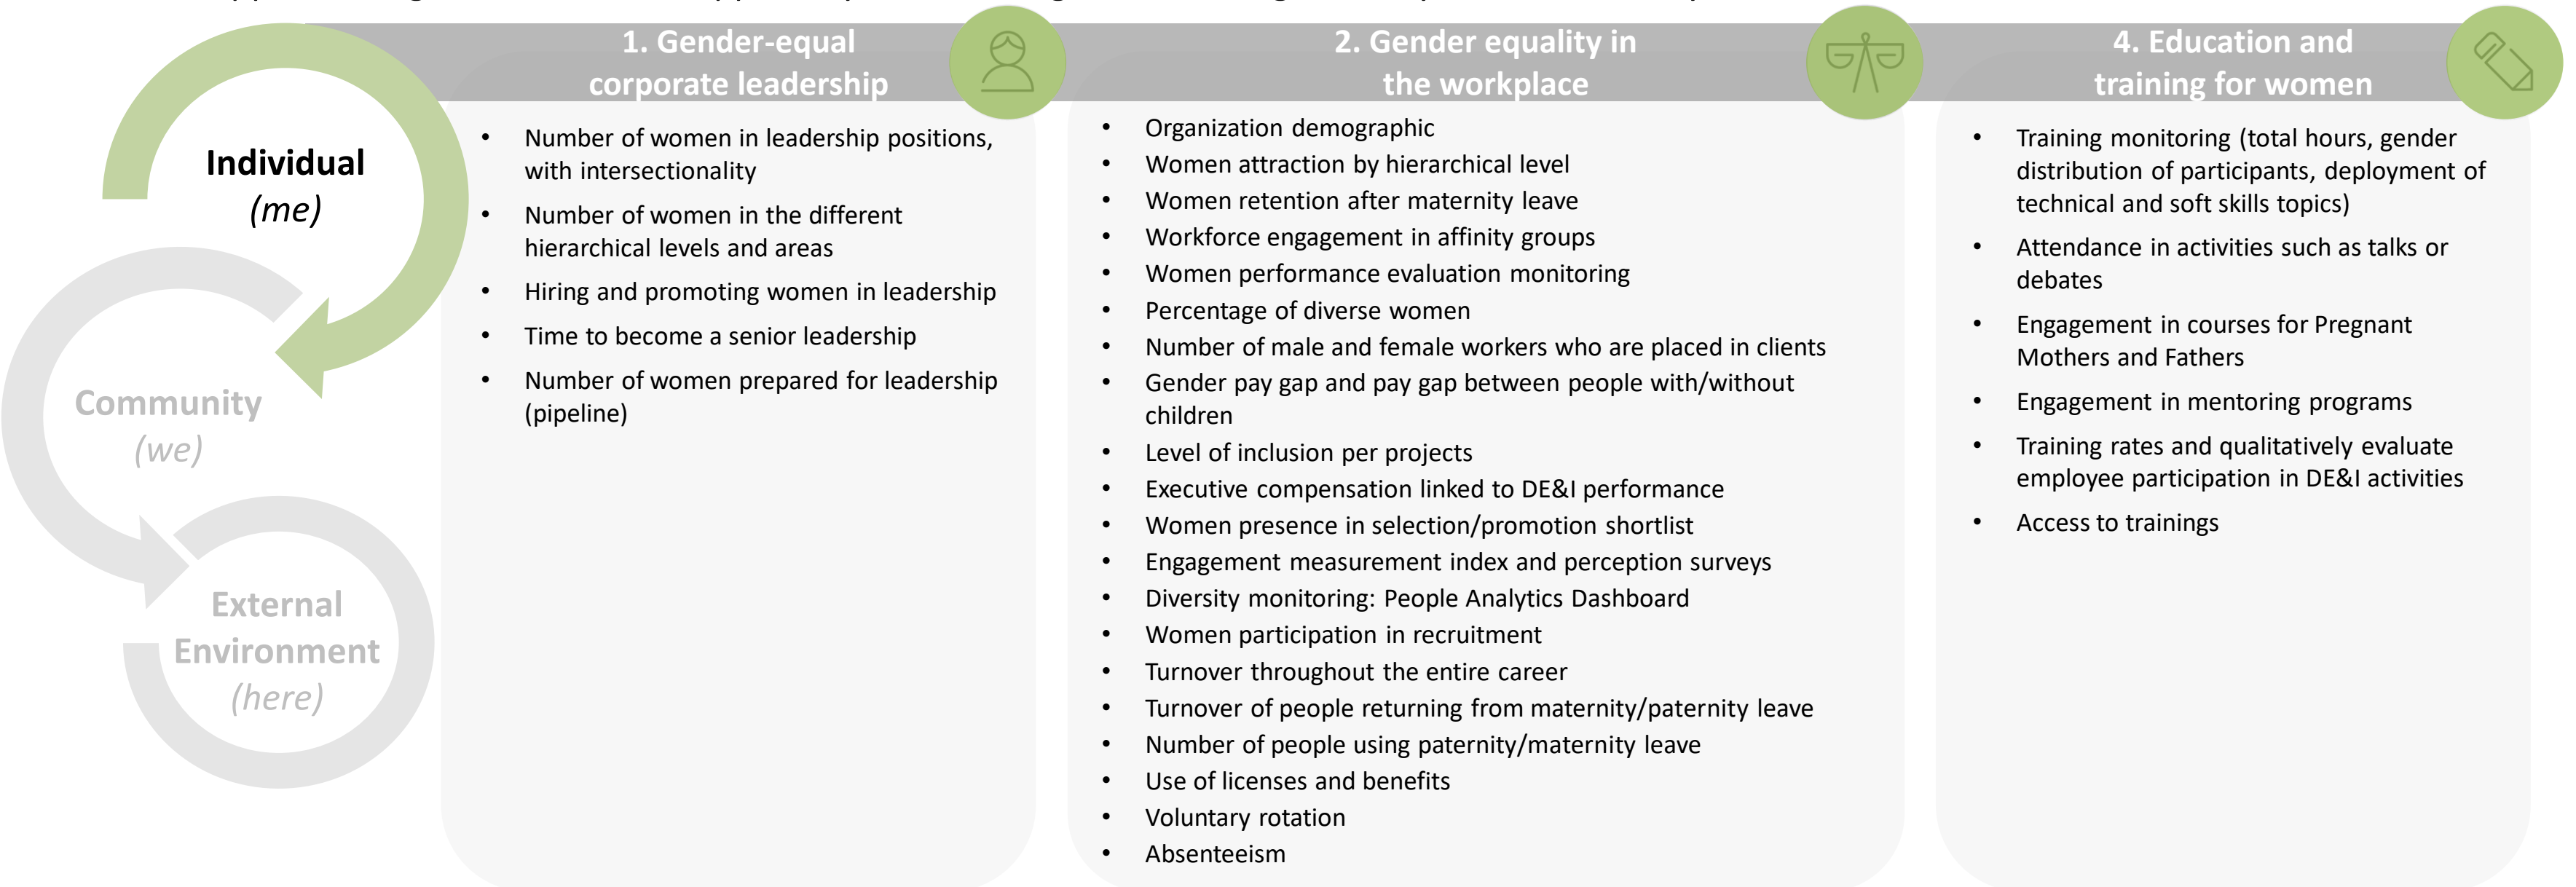 Individual
(me)
Community
(we)
External
Environment
(here)
1. Gender-equal
corporate leadership
• Number of women in leadership positions,
with intersectionality
• Number of women in the different
hierarchical levels and areas
• Hiring and promoting women in leadership
• Time to become a senior leadership
• Number of women prepared for leadership
(pipeline)
2. Gender equality in
the workplace
• Organization demographic
• Women attraction by hierarchical level
• Women retention after maternity leave
• Workforce engagement in affinity groups
• Women performance evaluation monitoring
• Percentage of diverse women
• Number of male and female workers who are placed in clients
• Gender pay gap and pay gap between people with/without
children
• Level of inclusion per projects
• Executive compensation linked to DE&I performance
• Women presence in selection/promotion shortlist
• Engagement measurement index and perception surveys
• Diversity monitoring: People Analytics Dashboard
• Women participation in recruitment
• Turnover throughout the entire career
• Turnover of people returning from maternity/paternity leave
• Number of people using paternity/maternity leave
• Use of licenses and benefits
• Voluntary rotation
• Absenteeism
4. Education and
training for women
• Training monitoring (total hours, gender
distribution of participants, deployment of
technical and soft skills topics)
• Attendance in activities such as talks or
debates
• Engagement in courses for Pregnant
Mothers and Fathers
• Engagement in mentoring programs
• Training rates and qualitatively evaluate
employee participation in DE&I activities
• Access to trainings